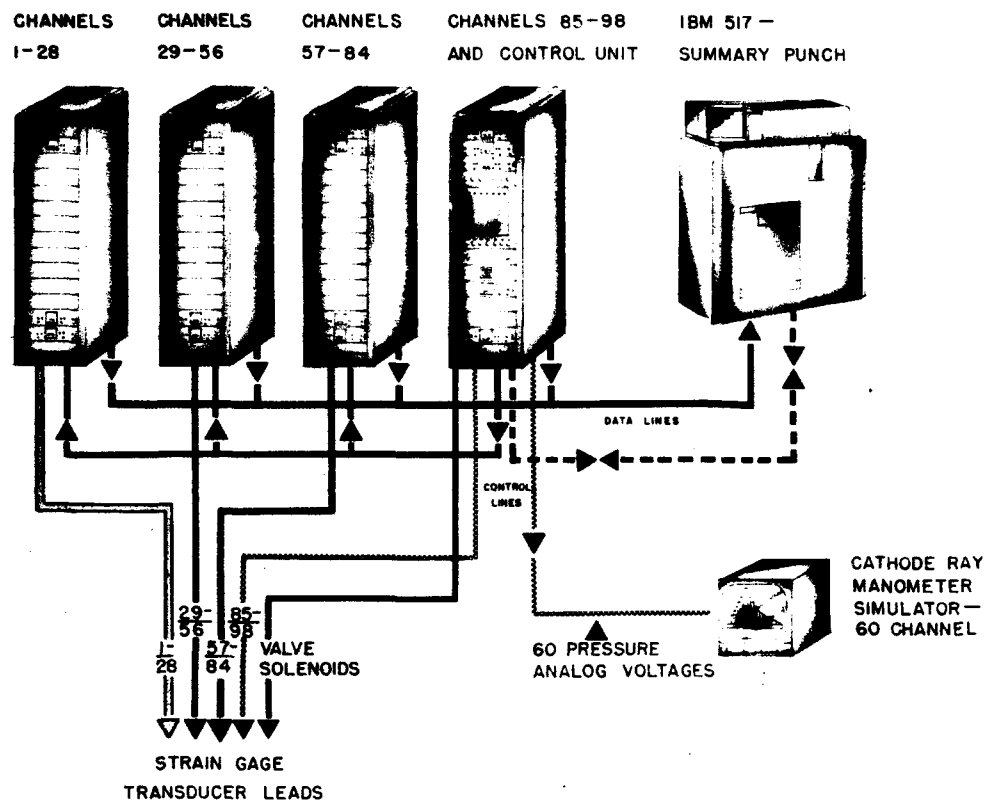 CHANNELS
1-28
CHANNELS
29-56
CHANNELS
57-84
CHANNELS 85-98
AND CONTROL UNIT
IBM 517 —
SUMMARY PUNCH
DATA LINES
CONTROL
LINES
CATHODE RAY
MANOMETER
SIMULATOR—
60 CHANNEL
60 PRESSURE
ANALOG VOLTAGES
1-
28
29-
56
57-
84
85-
98
VALVE
SOLENOIDS
STRAIN GAGE
TRANSDUCER LEADS